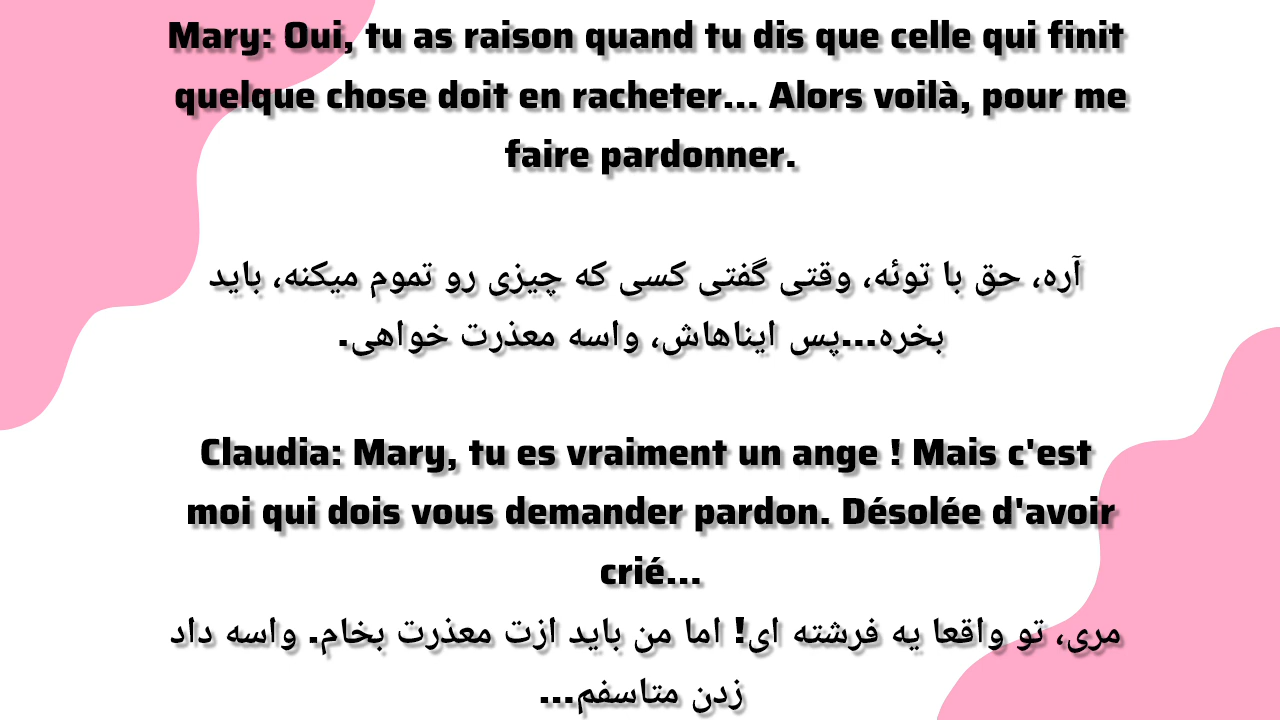 Mary: Oui, tu as raison quand tu dis que celle qui finit
quelque chose doit en racheter... Alors voilà, pour me
faire pardonner.
آره، حق با توئه، وقتی گفتی کسی که چیزی رو تموم میکنه، باید
بخره...پس ایناهاش، واسه معذرت خواهی.
Claudia: Mary, tu es vraiment un ange ! Mais c'est
moi qui dois vous demander pardon. Désolée d'avoir
crié...
مری، تو واقعا یه فرشته ای! اما من باید ازت معذرت بخام. واسه داد
زدن متاسفم...